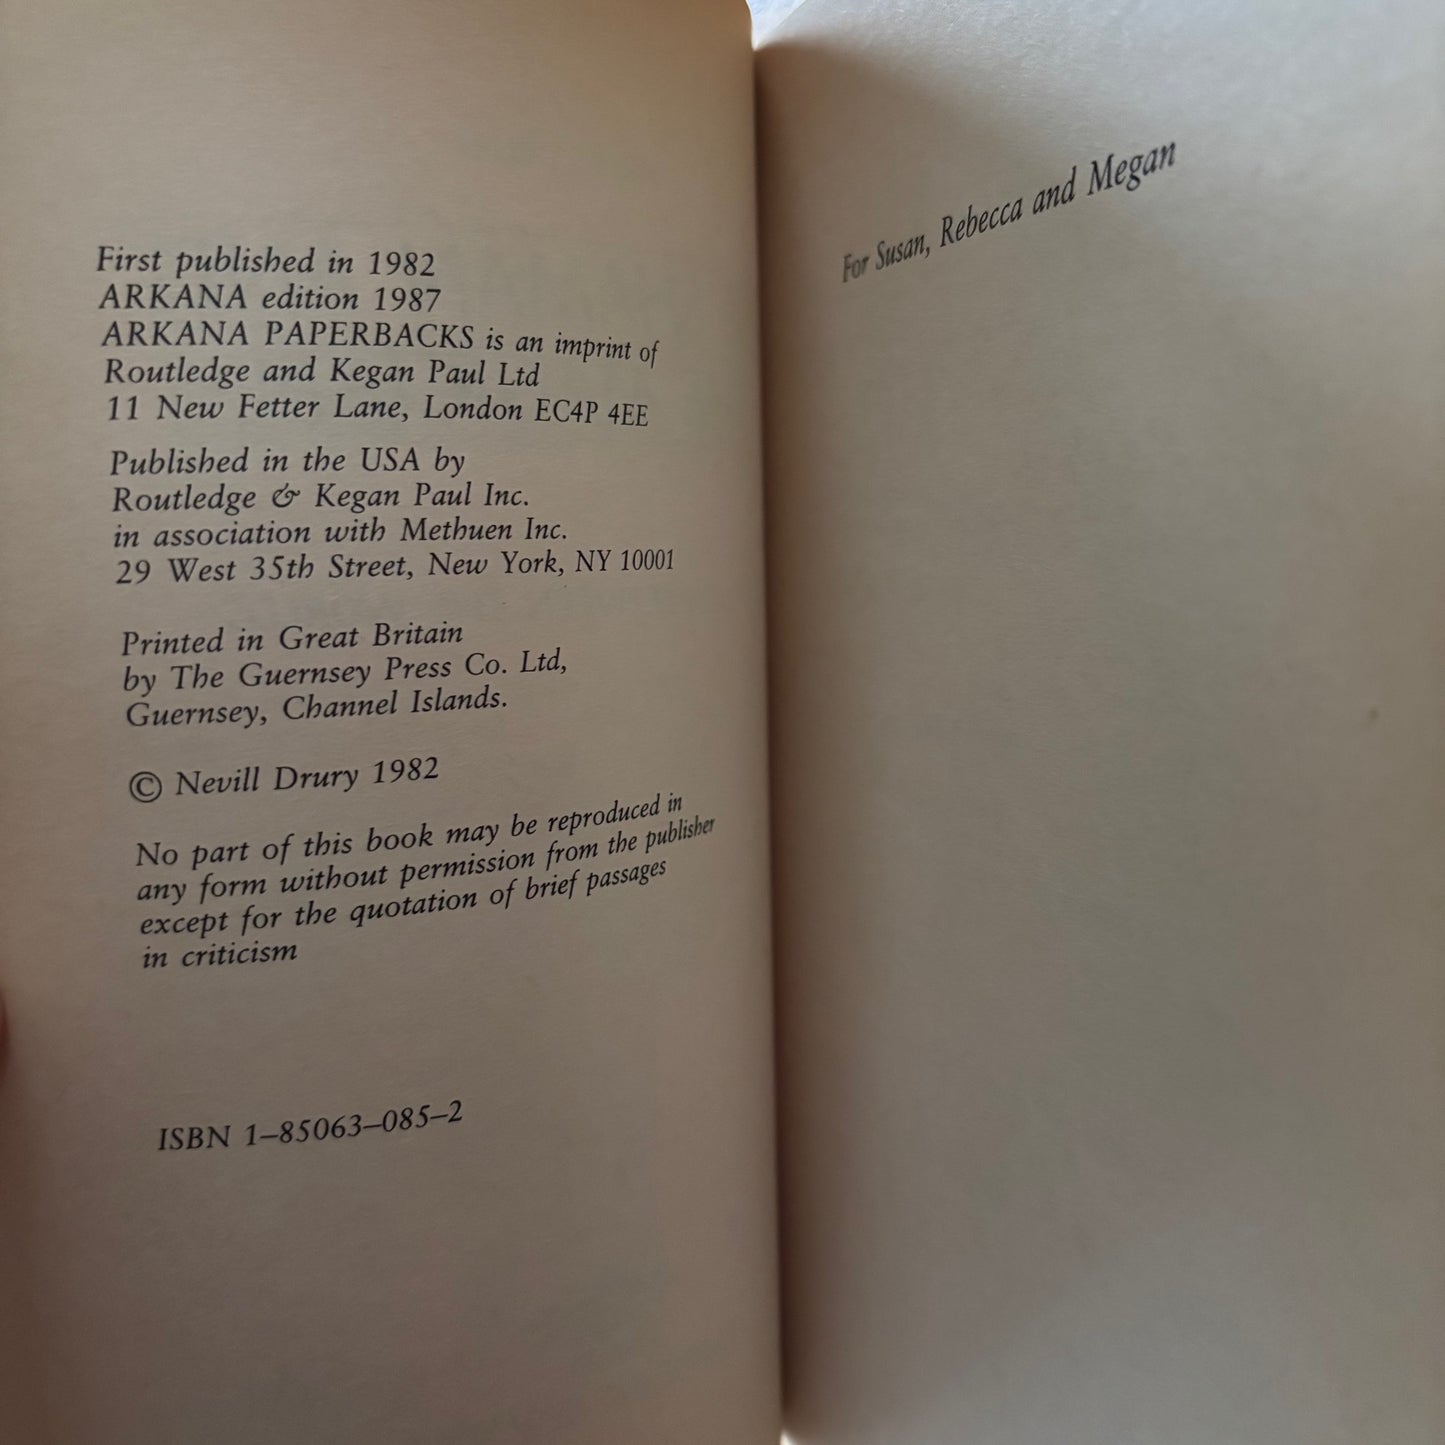 First published in 1982
ARKANA edition 1987
ARKANA PAPERBACKS is an imprint of
Routledge and Kegan Paul Ltd
11 New Fetter Lane, London EC4P 4EE
Published in the USA by
Routledge & Kegan Paul Inc.
in association with Methuen Inc.
29 West 35th Street, New York, NY 10001
Printed in Great Britain
by The Guernsey Press Co. Ltd,
Guernsey, Channel Islands.
© Nevill Drury 1982
No part of this book may be reproduced in
any form without permission from the publisher
except for the quotation of brief passages
in criticism
ISBN 1–85063–085–2
For Susan, Rebecca and Megan